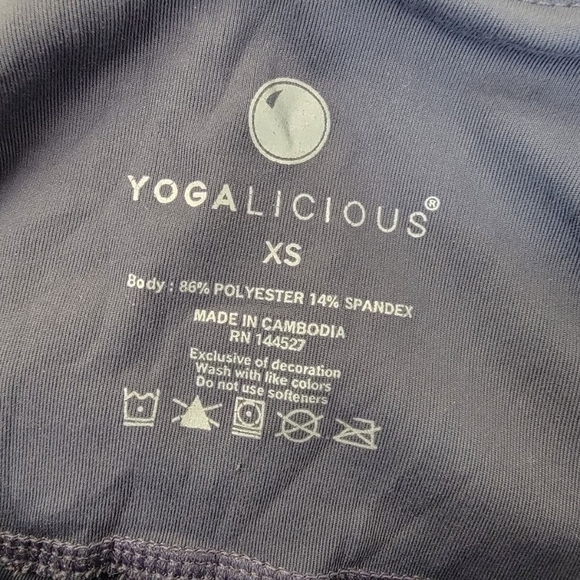 YOGALICIOUS®
XS
Body : 86% POLYESTER 14% SPANDEX
MADE IN CAMBODIA
RN 144527
Exclusive of decoration
Wash with like colors
Do not use softeners